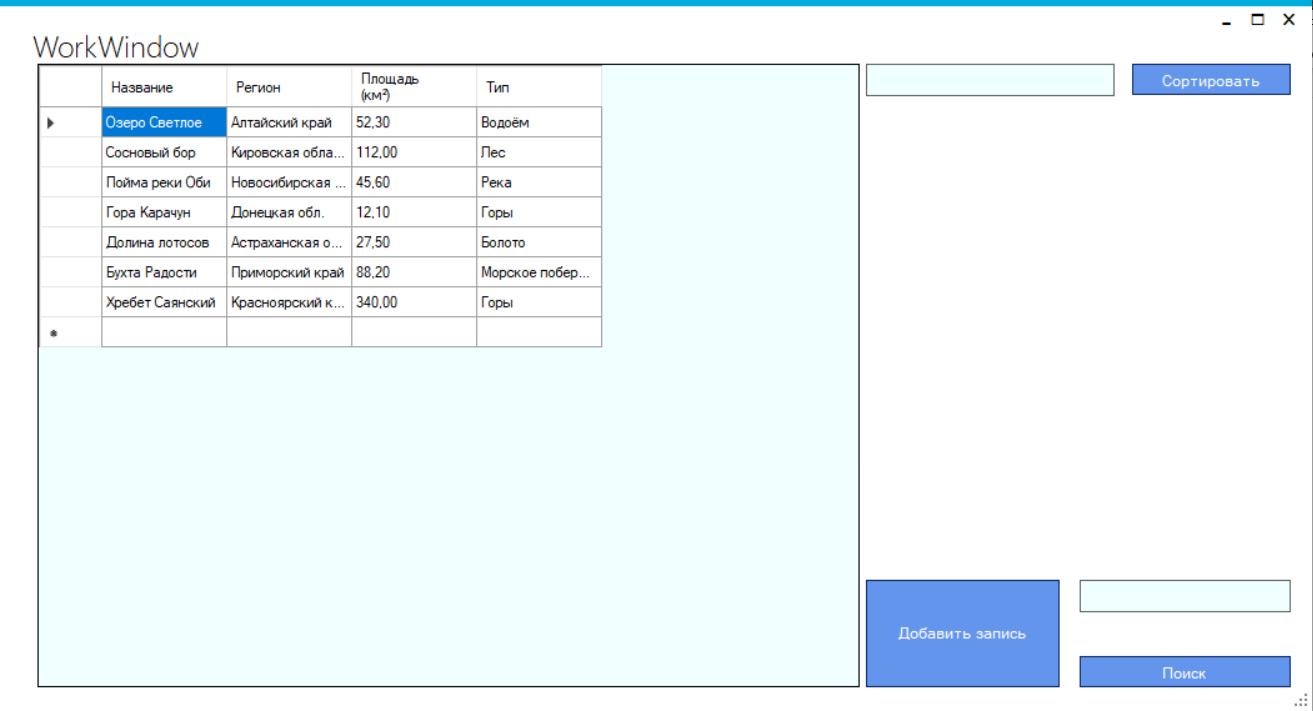 WorkWindow
Название Регион Площадь (км²) Тип
Озеро Светлое Алтайский край 52,30 Водоём
Сосновый бор Кировская обла... 112,00 Лес
Пойма реки Оби Новосибирская ... 45,60 Река
Гора Карачун Донецкая обл. 12,10 Горы
Долина лотосов Астраханская о... 27,50 Болото
Бухта Радости Приморский край 88,20 Морское побер...
Хребет Саянский Красноярский к... 340,00 Горы
Сортировать
Добавить запись
Поиск